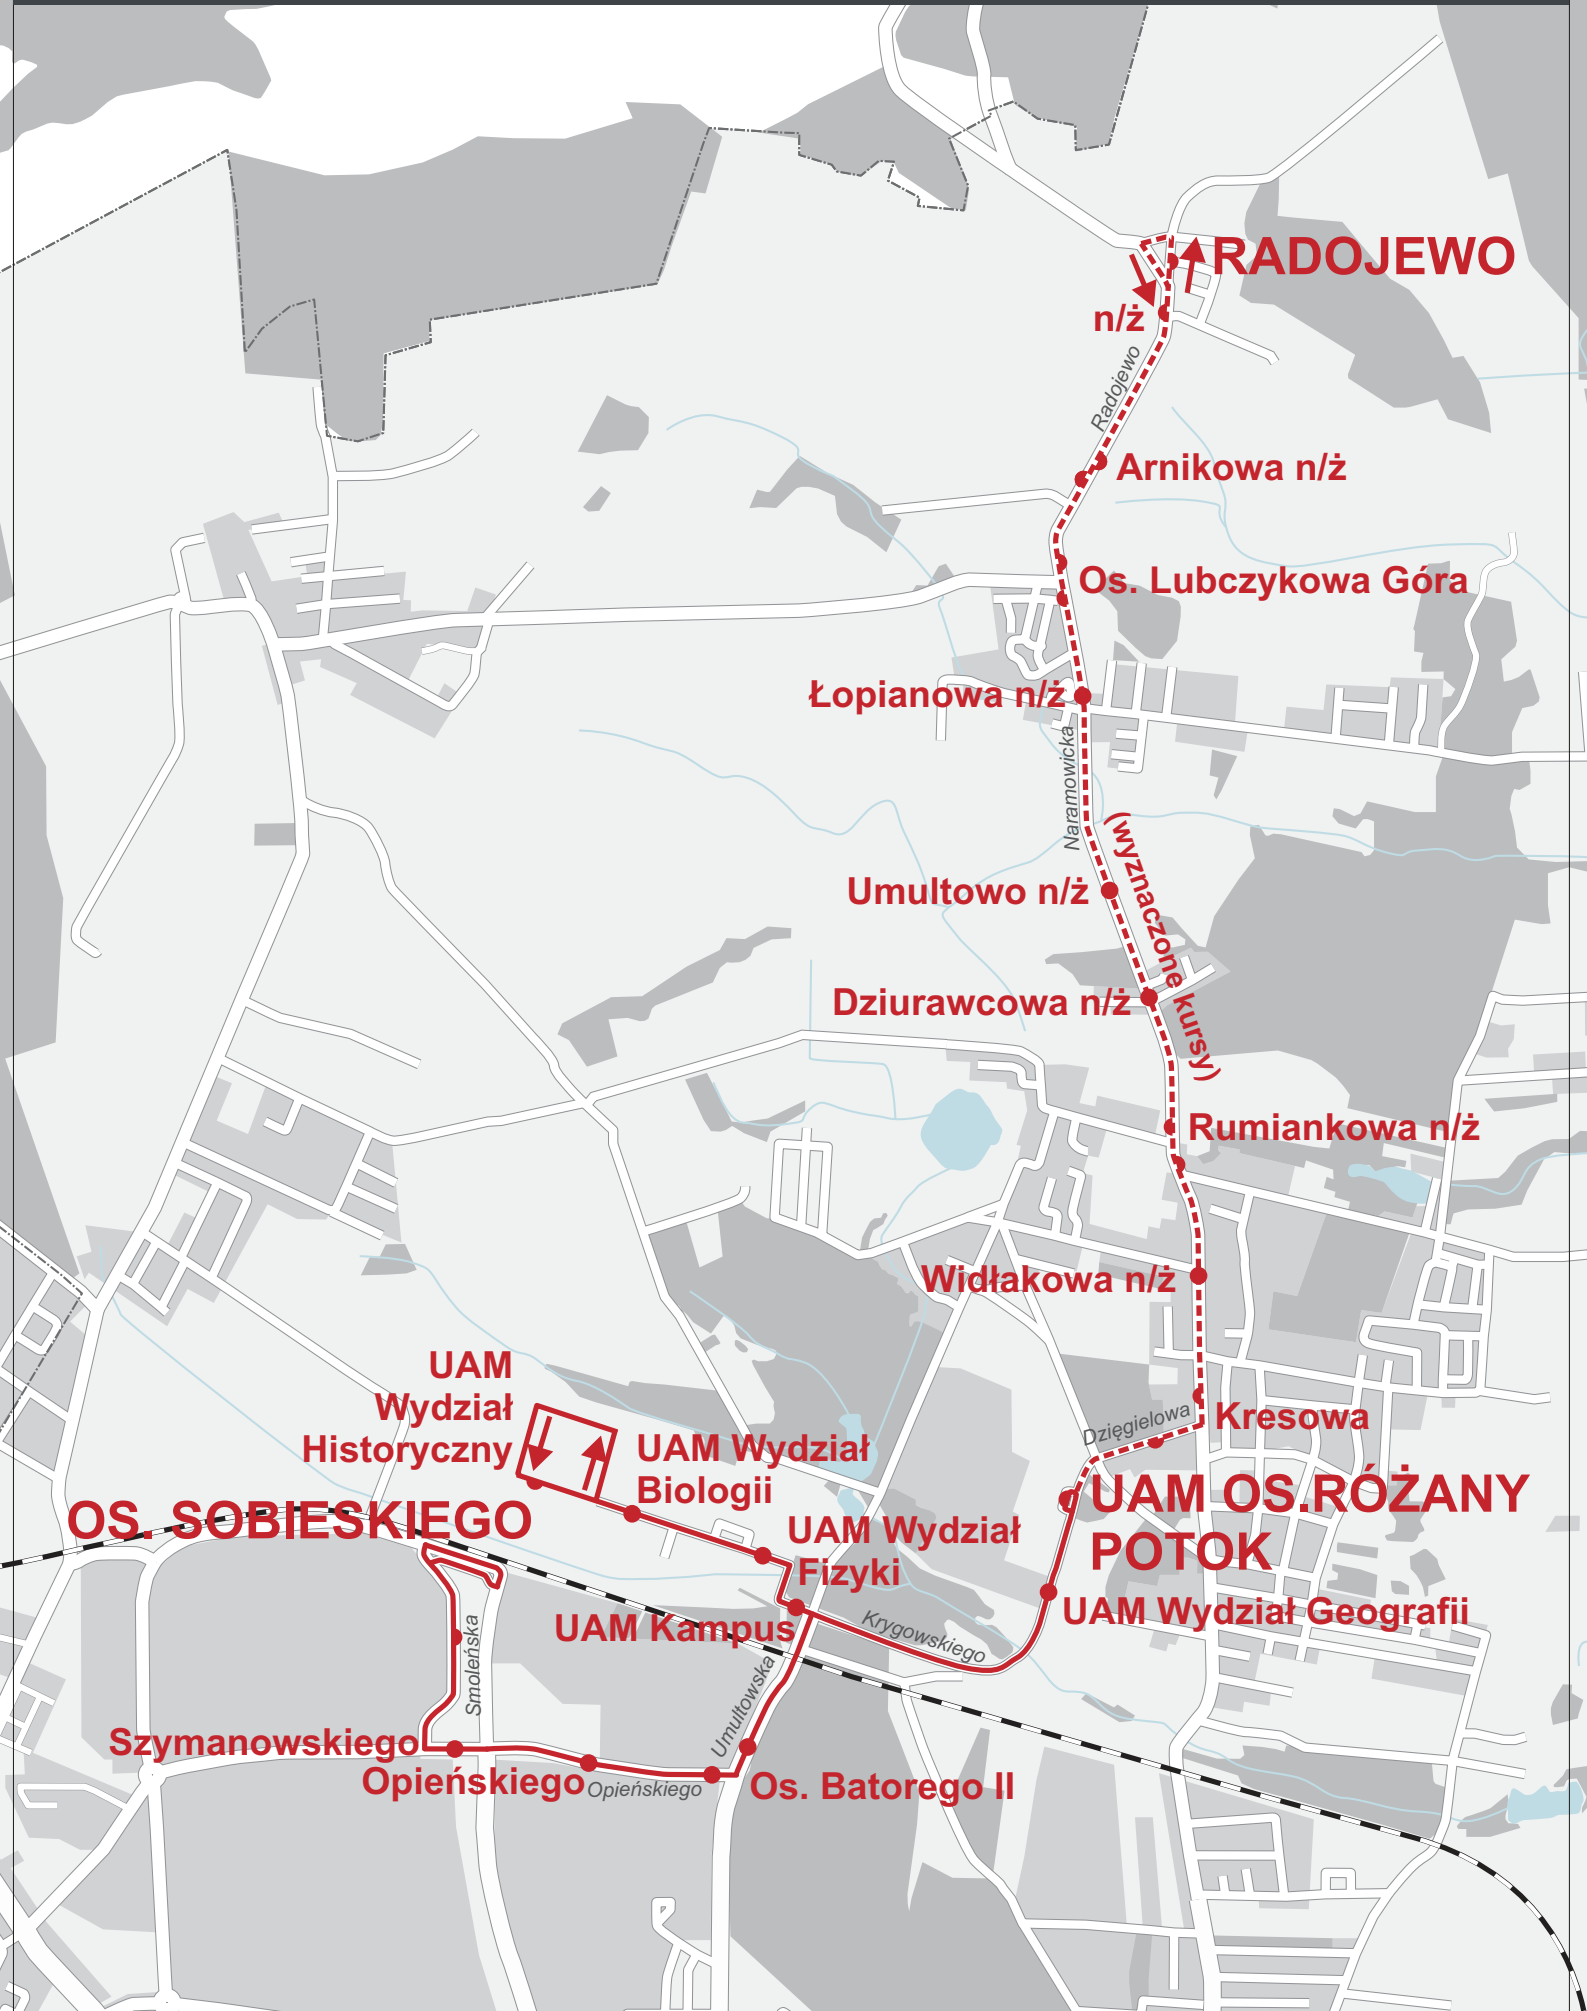 RADOJEWO
n/ż
Radojewo
Arnikowa n/ż
Os. Lubczykowa Góra
Łopianowa n/ż
Naramowicka
(wyznaczone kursy)
Umultowo n/ż
Dziurawcowa n/ż
Rumiankowa n/ż
Widłakowa n/ż
UAM
Wydział
Historyczny
Dzięgielowa
Kresowa
UAM Wydział
Biologii
UAM OS.RÓŻANY
POTOK
OS. SOBIESKIEGO
UAM Wydział
Fizyki
UAM Wydział Geografii
UAM Kampus
Krygowskiego
Smoleńska
Umultowska
Szymanowskiego
Opieńskiego
Opieńskiego
Os. Batorego II